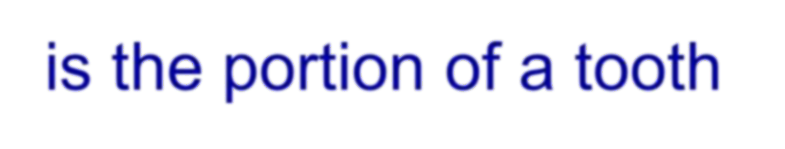 is the portion of a tooth